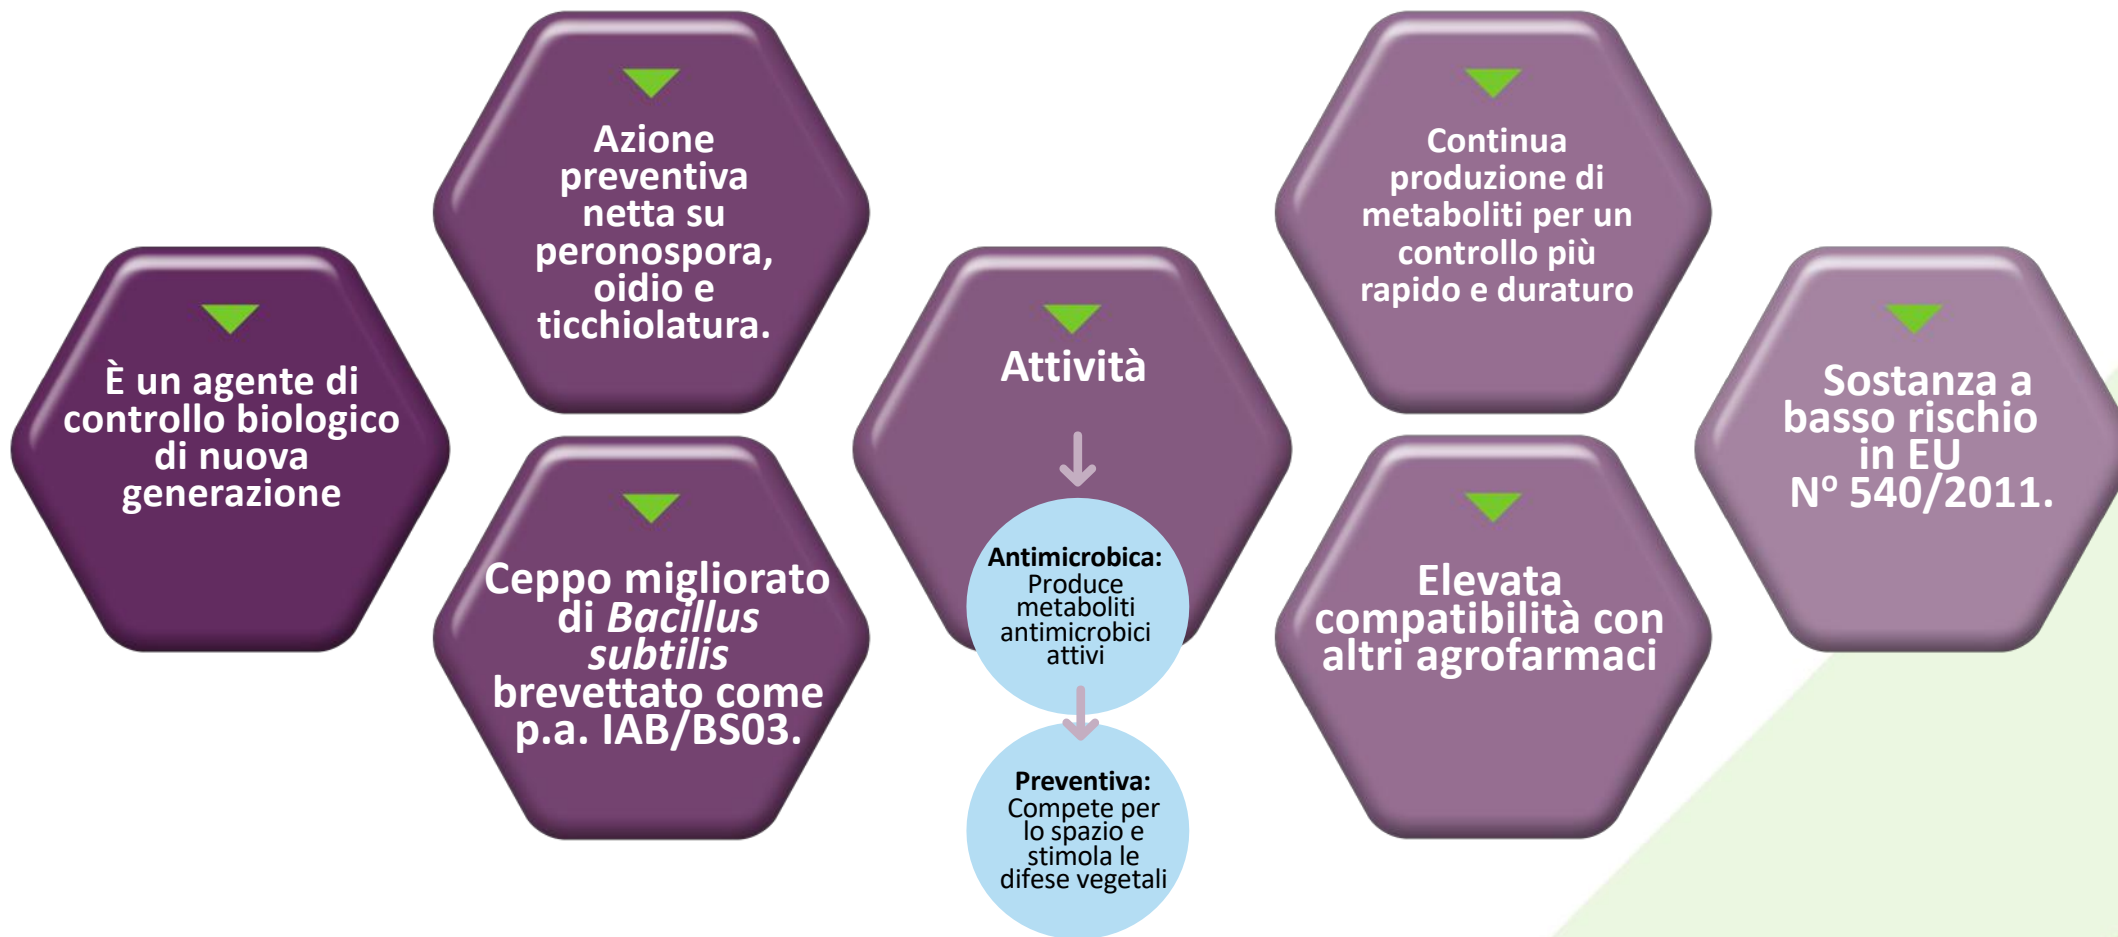 È un agente di
controllo biologico
di nuova
generazione
Azione
preventiva
netta su
peronospora,
oidio e
ticchiolatura.
Ceppo migliorato
di Bacillus
subtilis
brevettato come
p.a. IAB/BS03.
Attività
Antimicrobica:
Produce
metaboliti
antimicrobici
attivi
Preventiva:
Compete per
lo spazio e
stimola le
difese vegetali
Continua
produzione di
metaboliti per un
controllo più
rapido e duraturo
Elevata
compatibilità con
altri agrofarmaci
Sostanza a
basso rischio
in EU
Nº 540/2011.